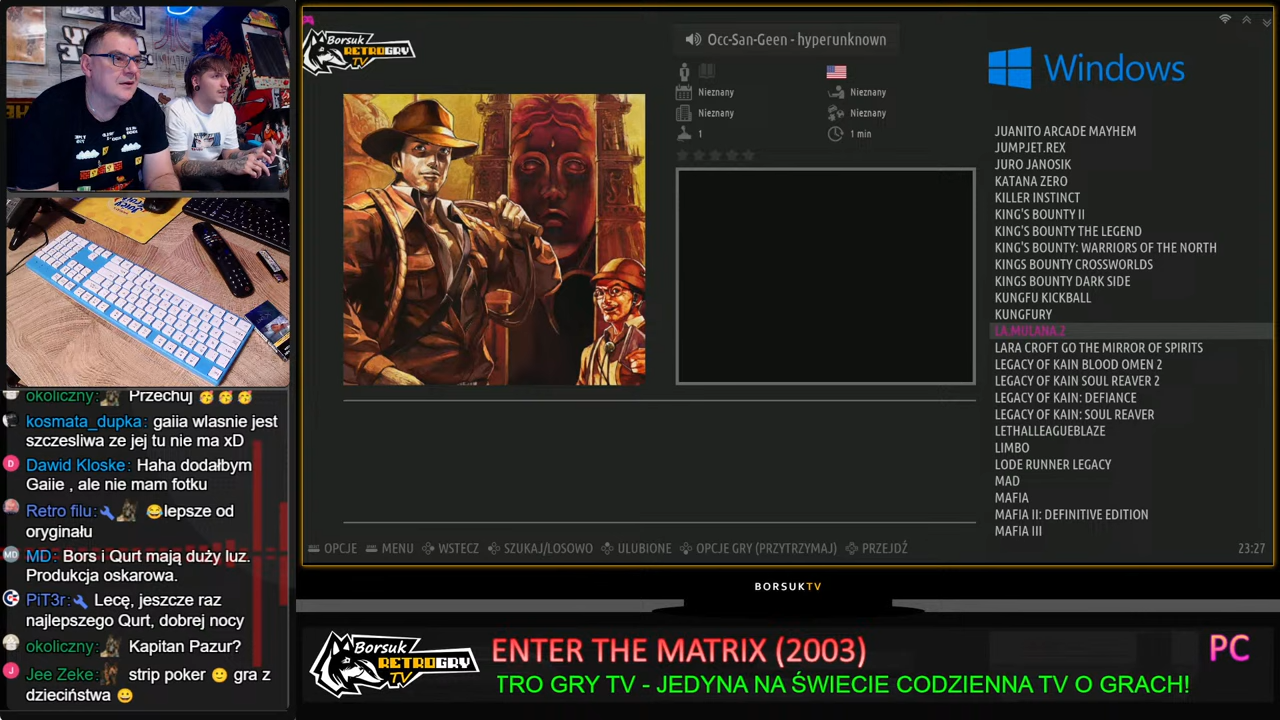 Borsuk
RETROGRY
TV
Occ-San-Geen - hyperunknown
Nieznany
Nieznany
Nieznany
Nieznany
1
1 min
Windows
JUANITO ARCADE MAYHEM
JUMPJET.REX
JURO JANOSIK
KATANA ZERO
KILLER INSTINCT
KING'S BOUNTY II
KING'S BOUNTY THE LEGEND
KING'S BOUNTY: WARRIORS OF THE NORTH
KINGS BOUNTY CROSSWORLDS
KINGS BOUNTY DARK SIDE
KUNGFU KICKBALL
KUNGFURY
LA.MULANA.2
LARA CROFT GO THE MIRROR OF SPIRITS
LEGACY OF KAIN BLOOD OMEN 2
LEGACY OF KAIN SOUL REAVER 2
LEGACY OF KAIN: DEFIANCE
LEGACY OF KAIN: SOUL REAVER
LETHALLEAGUEBLAZE
LIMBO
LODE RUNNER LEGACY
MAD
MAFIA
MAFIA II: DEFINITIVE EDITION
MAFIA III
OPCJE MENU WSTECZ SZUKAJ/LOSOWO ULUBIONE OPCJE GRY (PRZYTRZYMAJ) PRZEJDŹ
23:27
okoliczny: Przechuj 🥳🥳🥳
kosmata_dupka: gaiia wlasnie jest
szczesliwa ze jej tu nie ma xD
Dawid Kloske: Haha dodałbym
Gaiie , ale nie mam fotku
Retro filu: 😂lepsze od
oryginału
MD: Bors i Qurt mają duży luz.
Produkcja oskarowa.
PiT3r: Lecę, jeszcze raz
najlepszego Qurt, dobrej nocy
okoliczny: Kapitan Pazur?
Jee Zeke: strip poker 🙂 gra z
dzieciństwa 😀
BORSUKTV
Borsuk
RETROGRY
TV
ENTER THE MATRIX (2003)
PC
TRO GRY TV - JEDYNA NA ŚWIECIE CODZIENNA TV O GRACH!